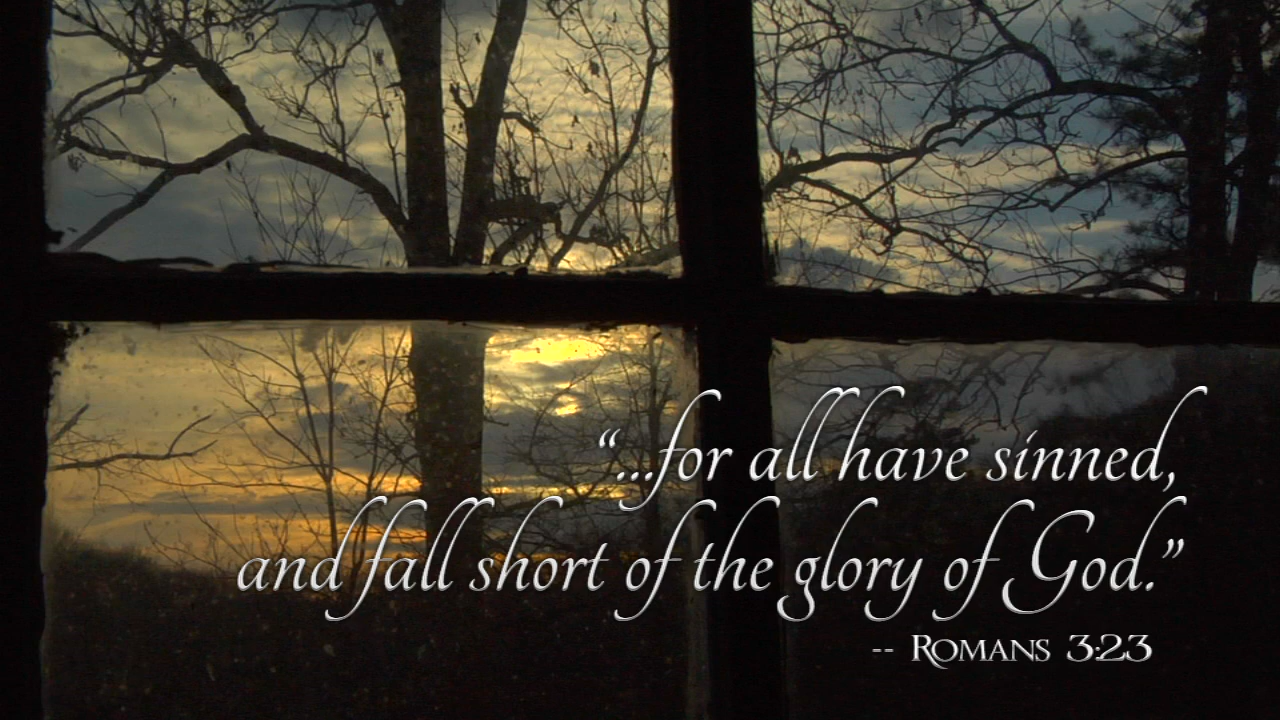 “...for all have sinned,
and fall short of the glory of God.”
-- Romans 3:23